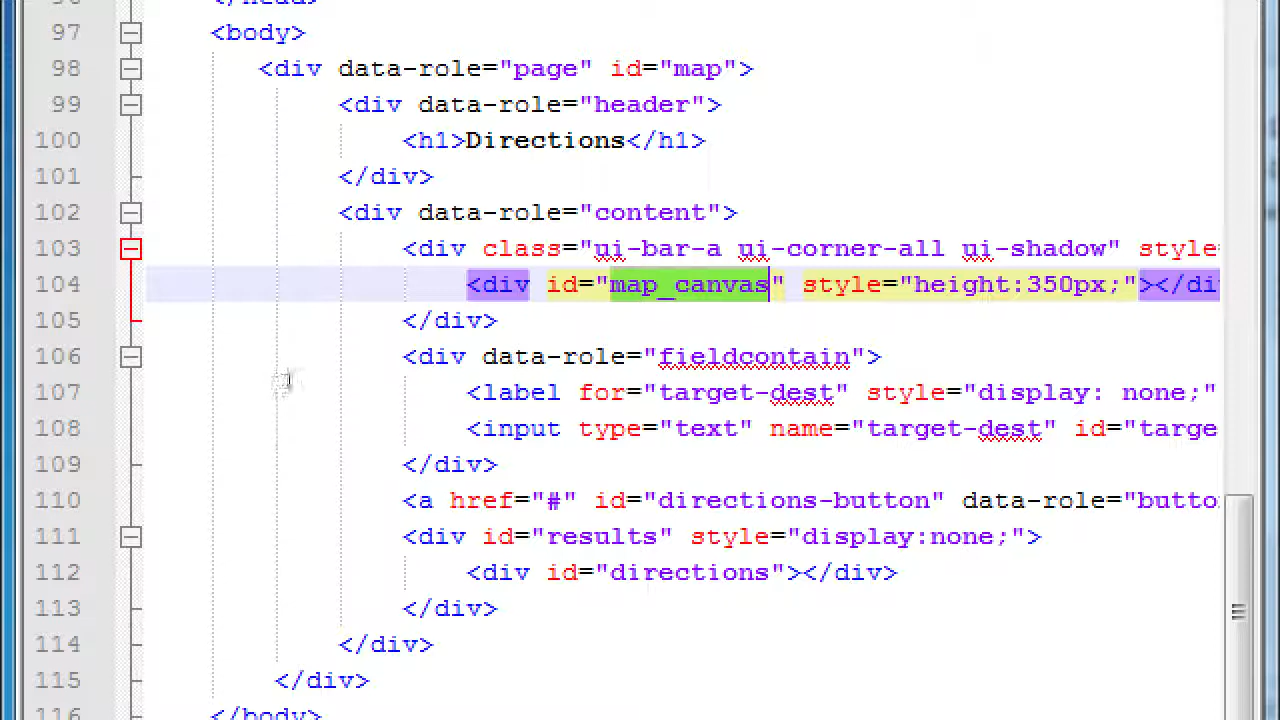 96 </head>
97 <body>
98 <div data-role="page" id="map">
99 <div data-role="header">
100 <h1>Directions</h1>
101 </div>
102 <div data-role="content">
103 <div class="ui-bar-a ui-corner-all ui-shadow" style
104 <div id="map_canvas" style="height:350px;"></di
105 </div>
106 <div data-role="fieldcontain">
107 <label for="target-dest" style="display: none;"
108 <input type="text" name="target-dest" id="targe
109 </div>
110 <a href="#" id="directions-button" data-role="butto
111 <div id="results" style="display:none;">
112 <div id="directions"></div>
113 </div>
114 </div>
115 </div>
116 </body>